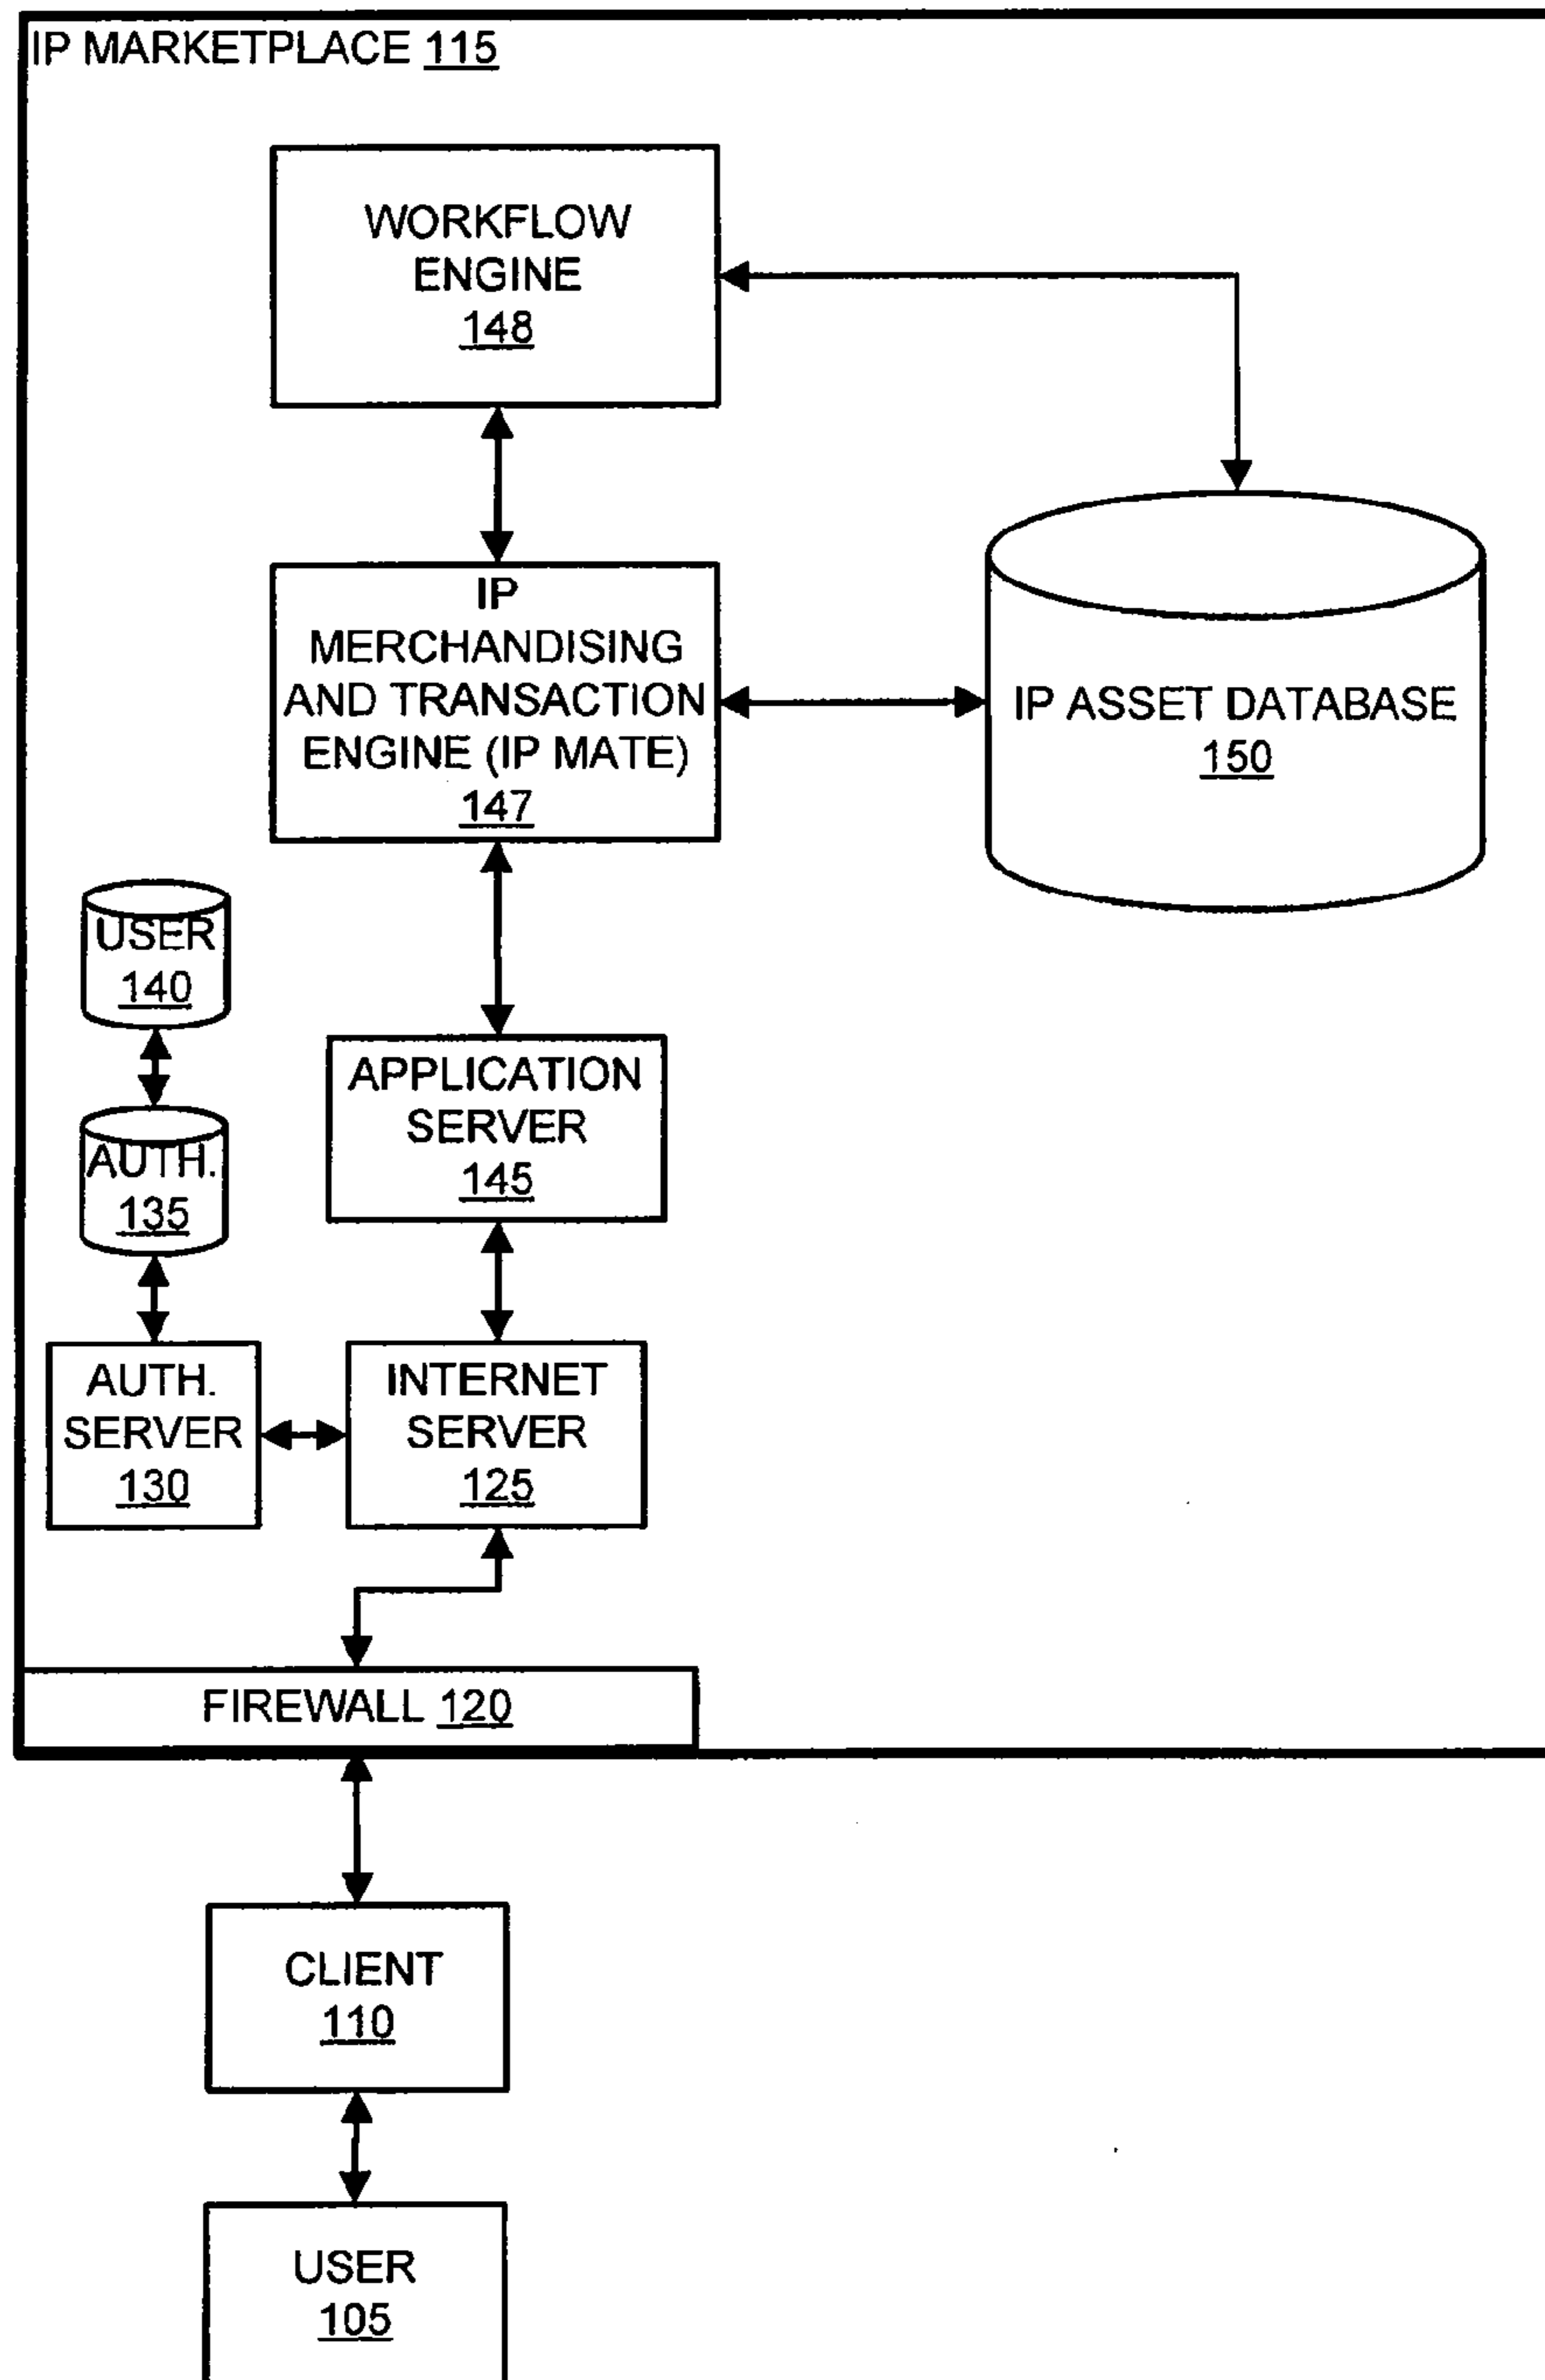 IP MARKETPLACE 115
WORKFLOW
ENGINE
148
IP
MERCHANDISING
AND TRANSACTION
ENGINE (IP MATE)
147
IP ASSET DATABASE
150
USER
140
AUTH.
135
APPLICATION
SERVER
145
AUTH.
SERVER
130
INTERNET
SERVER
125
FIREWALL 120
CLIENT
110
USER
105